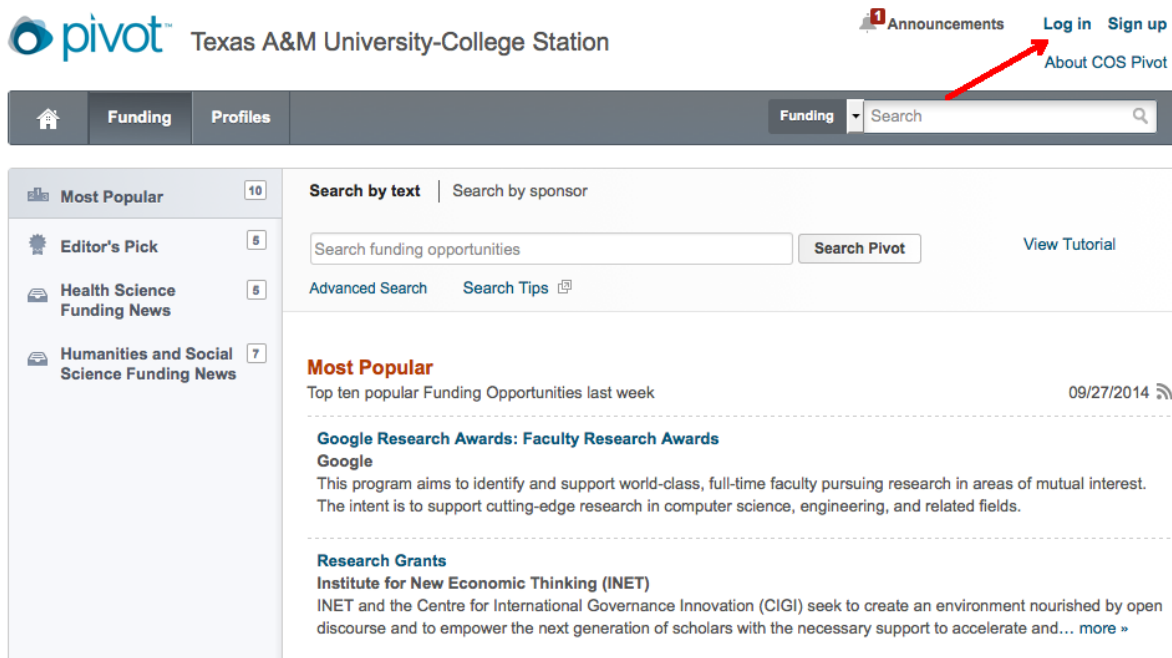 pivot™ Texas A&M University-College Station
1 Announcements Log in Sign up
About COS Pivot
Funding Profiles Funding Search
Most Popular 10
Editor's Pick 5
Health Science 5
Funding News
Humanities and Social 7
Science Funding News
Search by text Search by sponsor
Search funding opportunities Search Pivot View Tutorial
Advanced Search Search Tips
Most Popular
Top ten popular Funding Opportunities last week 09/27/2014
Google Research Awards: Faculty Research Awards
Google
This program aims to identify and support world-class, full-time faculty pursuing research in areas of mutual interest.
The intent is to support cutting-edge research in computer science, engineering, and related fields.
Research Grants
Institute for New Economic Thinking (INET)
INET and the Centre for International Governance Innovation (CIGI) seek to create an environment nourished by open
discourse and to empower the next generation of scholars with the necessary support to accelerate and… more »